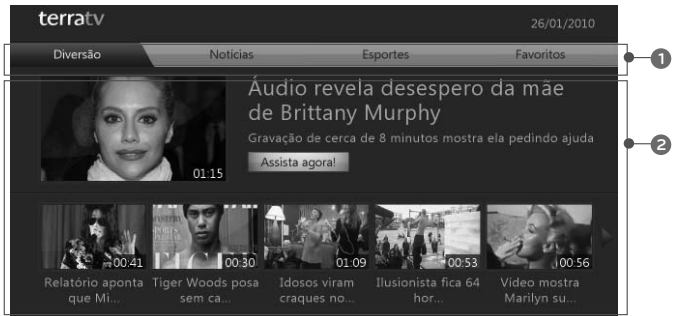 terratv
26/01/2010
Diversão Notícias Esportes Favoritos
1
Áudio revela desespero da mãe
de Brittany Murphy
Gravação de cerca de 8 minutos mostra ela pedindo ajuda
2
Assista agora!
01:15
00:41 00:30 01:09 00:53 00:56
Relatório aponta Tiger Woods posa Idosos viram Ilusionista fica 64 Video mostra
que Mi... sem ca... craques no... hor... Marilyn su...